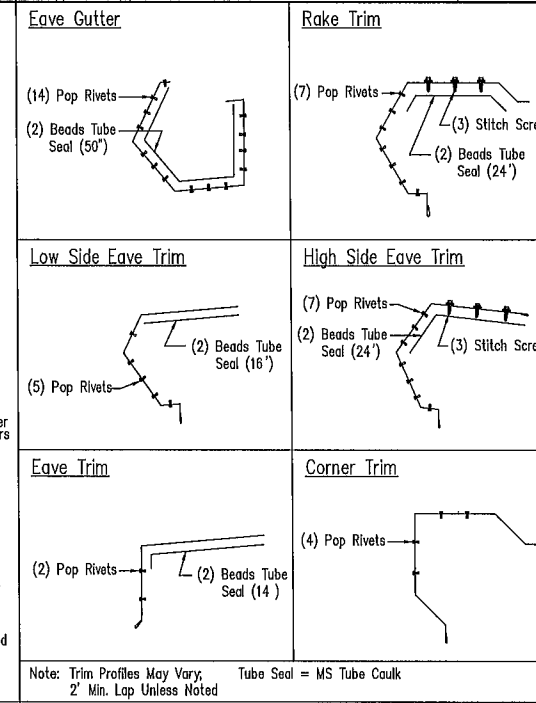 Eave Gutter
(14) Pop Rivets
(2) Beads Tube
Seal (50")
Rake Trim
(7) Pop Rivets
(3) Stitch Scre
(2) Beads Tube
Seal (24')
Low Side Eave Trim
(2) Beads Tube
Seal (16')
(5) Pop Rivets
High Side Eave Trim
(7) Pop Rivets
(2) Beads Tube
Seal (24')
(3) Stitch Scre
er
rs
Eave Trim
(2) Pop Rivets
(2) Beads Tube
Seal (14 )
Corner Trim
(4) Pop Rivets
d
Note: Trim Profiles May Vary, Tube Seal = MS Tube Caulk
2' Min. Lap Unless Noted